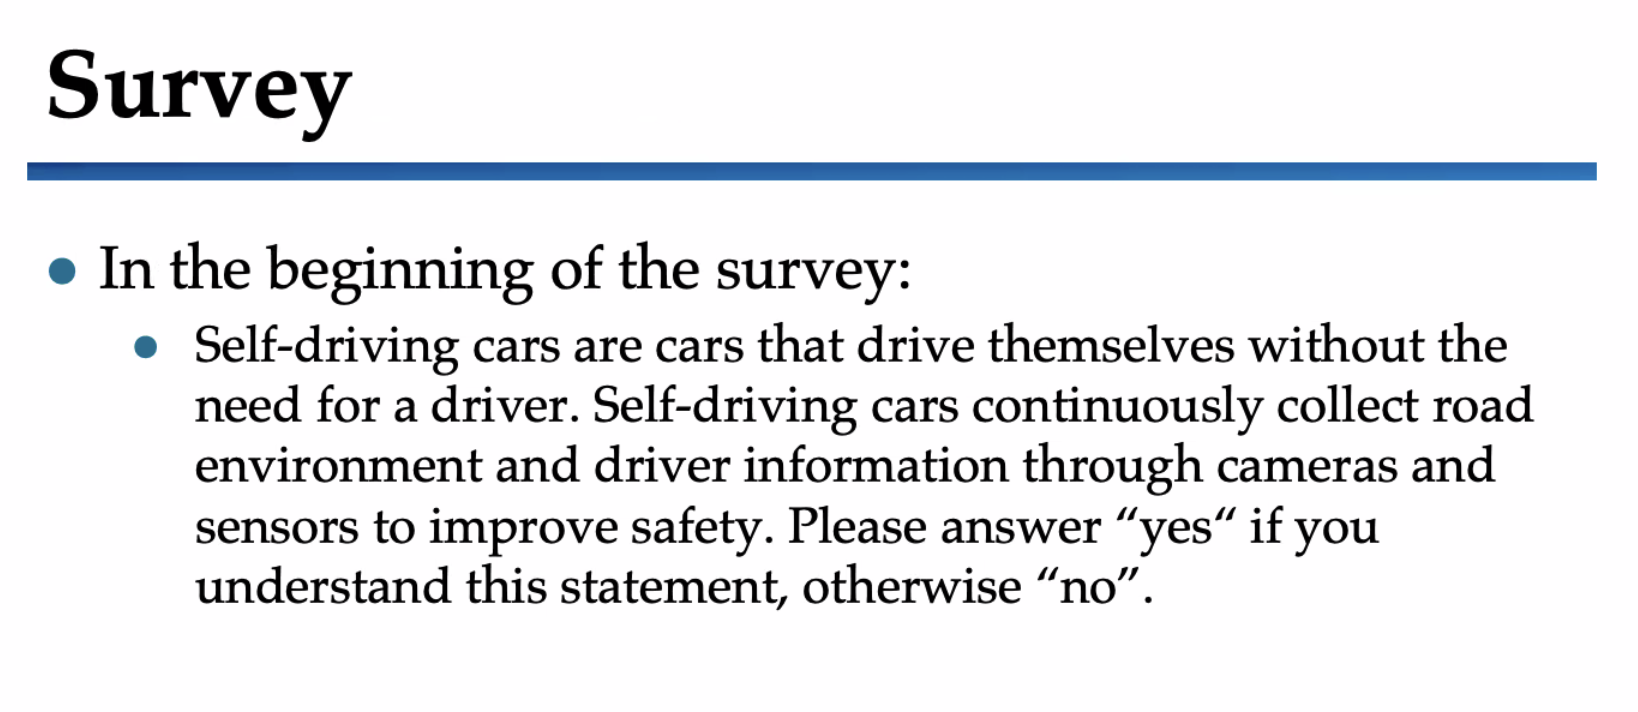 Survey
In the beginning of the survey:
Self-driving cars are cars that drive themselves without the
need for a driver. Self-driving cars continuously collect road
environment and driver information through cameras and
sensors to improve safety. Please answer “yes“ if you
understand this statement, otherwise “no”.